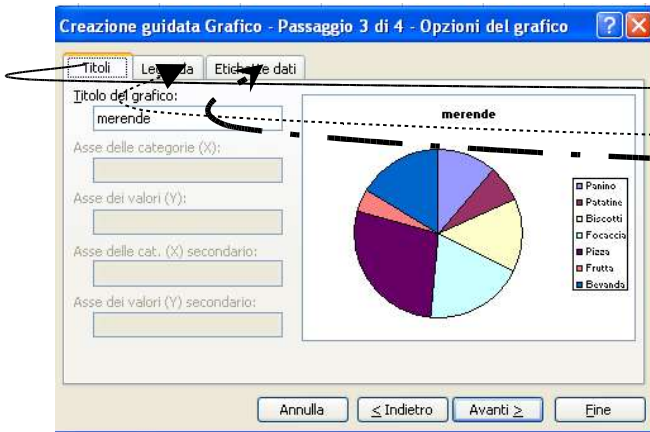 Creazione guidata Grafico - Passaggio 3 di 4 - Opzioni del grafico
Titoli
Legenda
Etichette dati
Titolo del grafico:
merende
Asse delle categorie (X):
Asse dei valori (Y):
Asse delle cat. (X) secondario:
Asse dei valori (Y) secondario:
merende
Panino
Patatine
Biscotti
Focaccia
Pizza
Frutta
Bevanda
Annulla
< Indietro
Avanti >
Fine